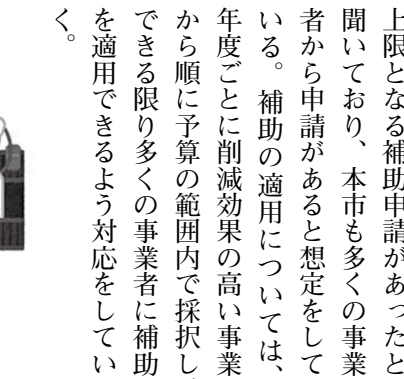 上限となる補助申請があったと
聞いており、本市も多くの事業
者から申請があると想定をして
いる。補助の適用については、
年度ごとに削減効果の高い事業
から順に予算の範囲内で採択し、
できる限り多くの事業者に補助
を適用できるよう対応をしてい
く。